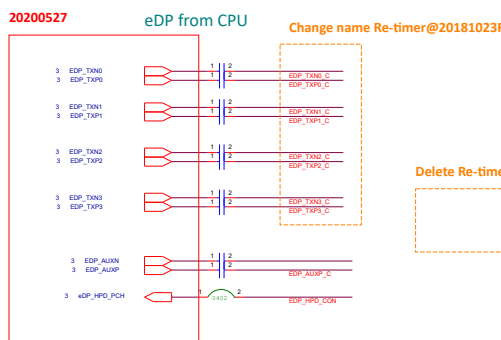 20200527
eDP from CPU
Change name Re-timer@20181023F
1 2
3 EDP_TXN0
3 EDP_TXP0
1 2
EDP_TXN0_C
EDP_TXP0_C
1 2
3 EDP_TXN1
3 EDP_TXP1
1 2
EDP_TXN1_C
EDP_TXP1_C
1 2
3 EDP_TXN2
3 EDP_TXP2
1 2
EDP_TXN2_C
EDP_TXP2_C
Delete Re-time
1 2
3 EDP_TXN3
3 EDP_TXP3
1 2
EDP_TXN3_C
EDP_TXP3_C
1 2
3 EDP_AUXN
3 EDP_AUXP
1 2
EDP_AUXP_C
3 eDP_HPD_PCH
1 2
0402
EDP_HPD_CON